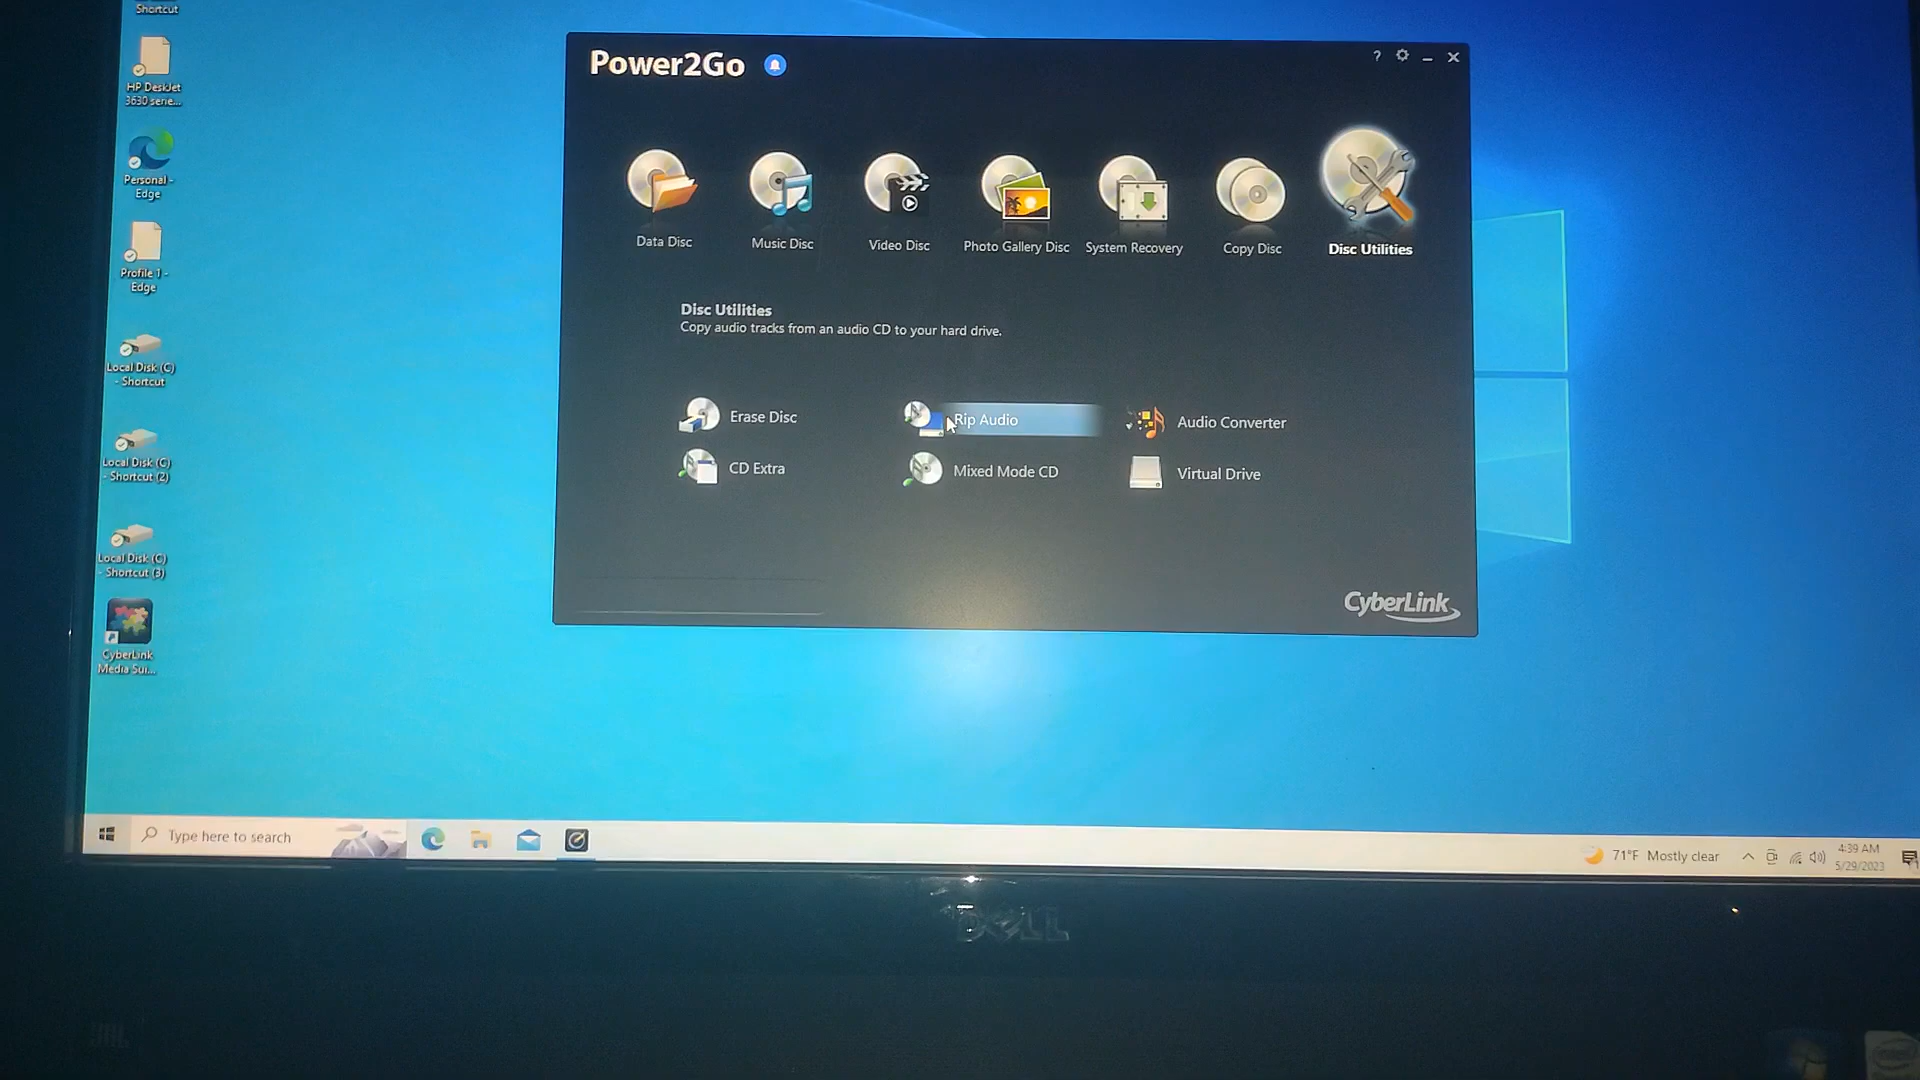 Shortcut
HP DeskJet
3630 serie...
Personal -
Edge
Profile 1 -
Edge
Local Disk (C)
- Shortcut
Local Disk (C)
- Shortcut (2)
Local Disk (C)
- Shortcut (3)
CyberLink
Media Sui...
Power2Go
?
Data Disc
Music Disc
Video Disc
Photo Gallery Disc
System Recovery
Copy Disc
Disc Utilities
Disc Utilities
Copy audio tracks from an audio CD to your hard drive.
Erase Disc
Rip Audio
Audio Converter
CD Extra
Mixed Mode CD
Virtual Drive
CyberLink
Type here to search
71°F Mostly clear
4:39 AM
5/29/2023
DELL
JBL